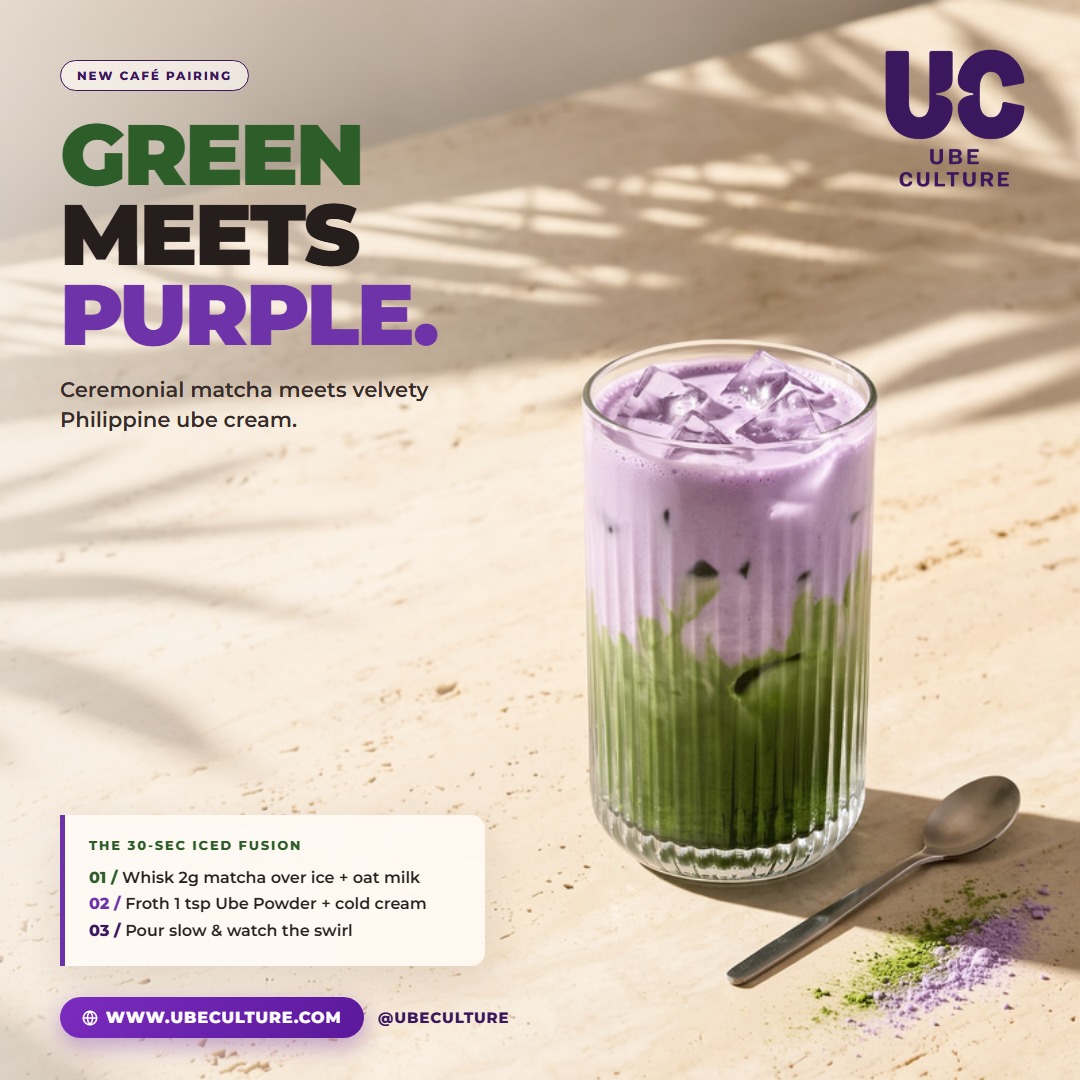 NEW CAFÉ PAIRING
GREEN
MEETS
PURPLE.
Ceremonial matcha meets velvety
Philippine ube cream.
UC
UBE
CULTURE
THE 30-SEC ICED FUSION
01 / Whisk 2g matcha over ice + oat milk
02 / Froth 1 tsp Ube Powder + cold cream
03 / Pour slow & watch the swirl
WWW.UBECULTURE.COM
@UBECULTURE